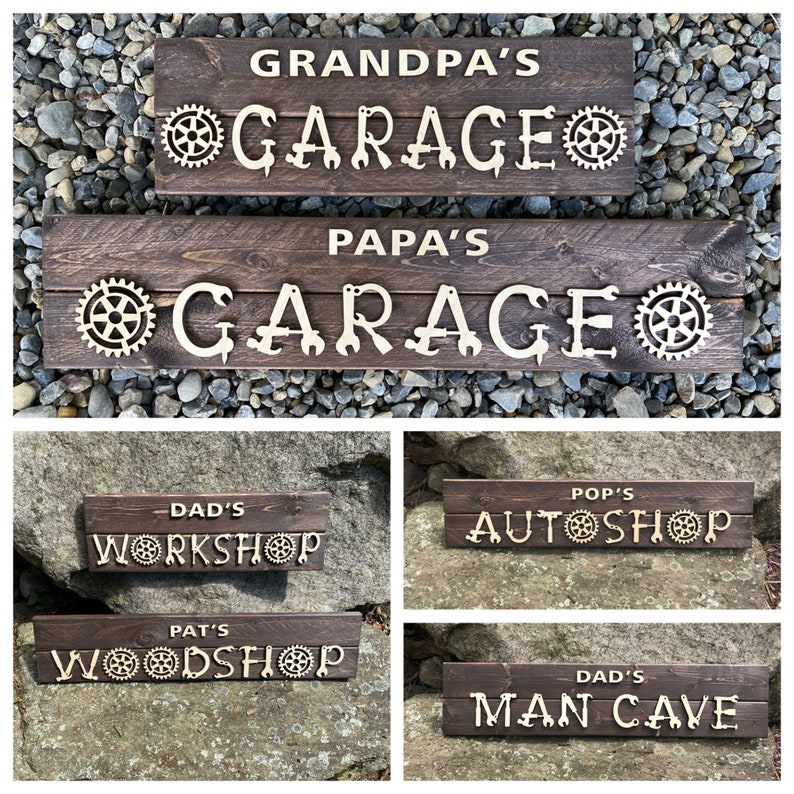 GRANDPA'S
GARAGE
PAPA'S
GARAGE
DAD'S
WORKSHOP
PAT'S
WOODSHOP
POP'S
AUTOSHOP
DAD'S
MAN CAVE